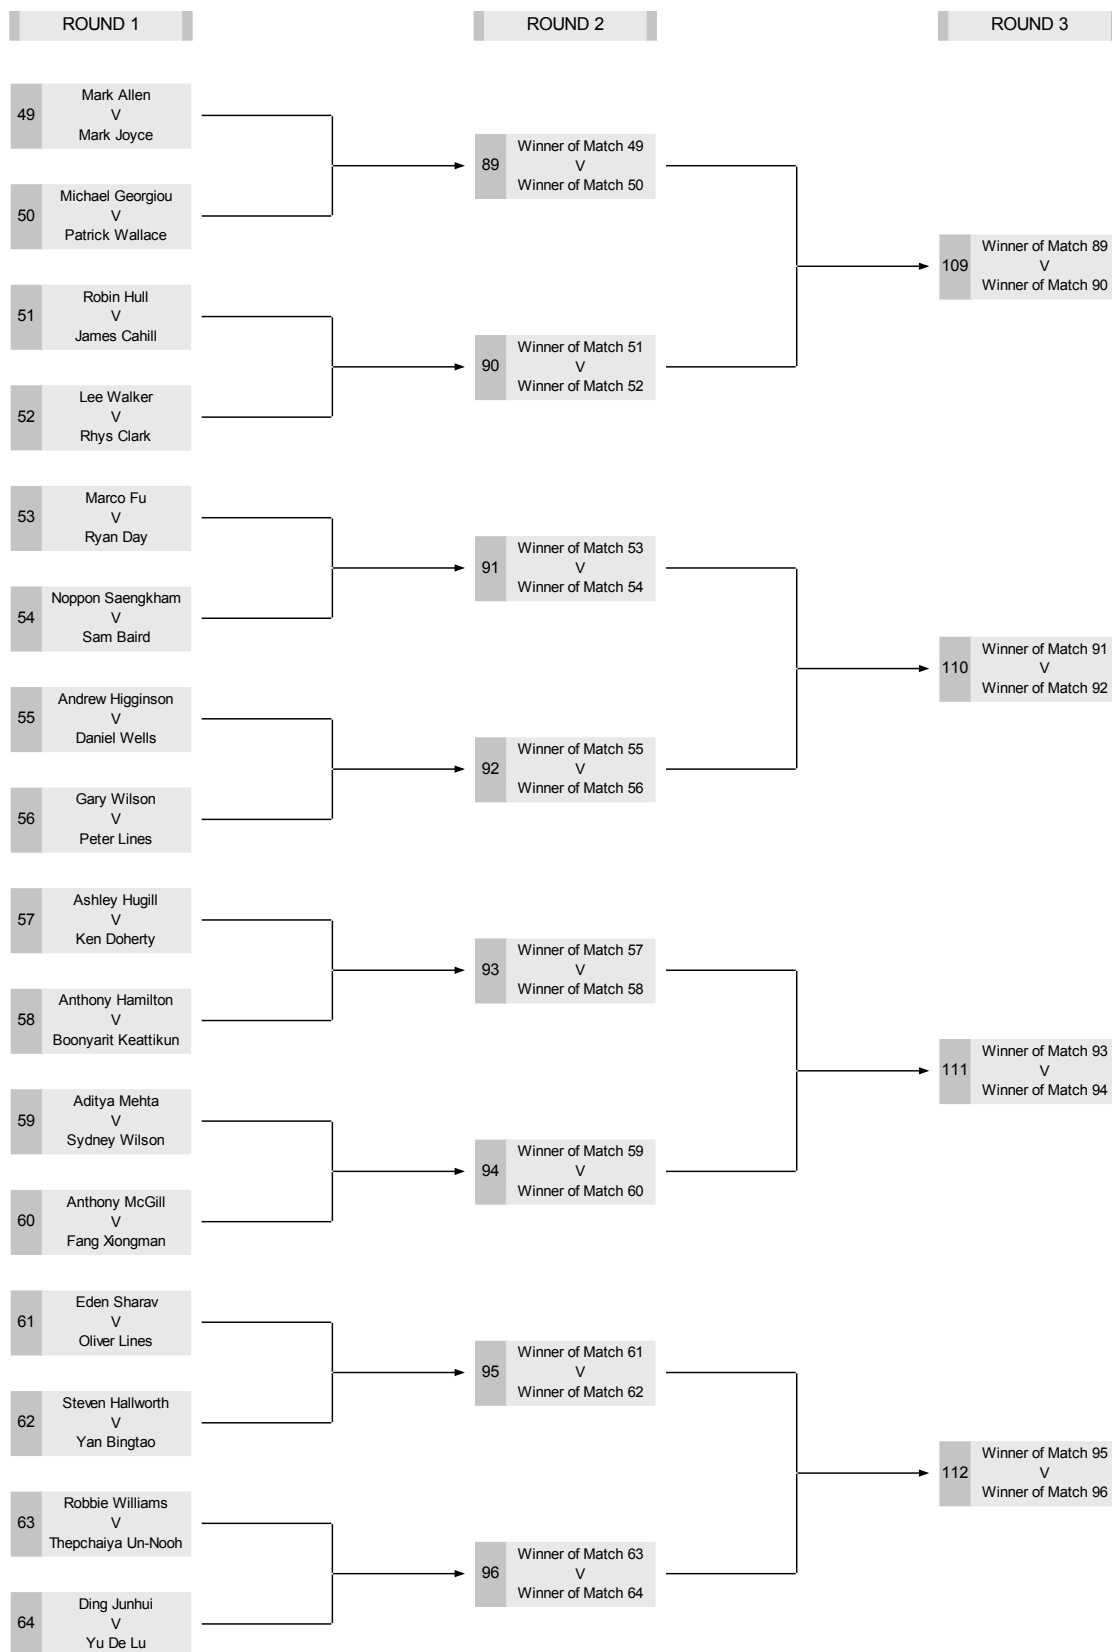 ROUND 1
ROUND 2
ROUND 3
49
Mark Allen
V
Mark Joyce
50
Michael Georgiou
V
Patrick Wallace
51
Robin Hull
V
James Cahill
52
Lee Walker
V
Rhys Clark
53
Marco Fu
V
Ryan Day
54
Noppon Saengkham
V
Sam Baird
55
Andrew Higginson
V
Daniel Wells
56
Gary Wilson
V
Peter Lines
57
Ashley Hugill
V
Ken Doherty
58
Anthony Hamilton
V
Boonyarit Keattikun
59
Aditya Mehta
V
Sydney Wilson
60
Anthony McGill
V
Fang Xiongman
61
Eden Sharav
V
Oliver Lines
62
Steven Hallworth
V
Yan Bingtao
63
Robbie Williams
V
Thepchaiya Un-Nooh
64
Ding Junhui
V
Yu De Lu
89
Winner of Match 49
V
Winner of Match 50
90
Winner of Match 51
V
Winner of Match 52
91
Winner of Match 53
V
Winner of Match 54
92
Winner of Match 55
V
Winner of Match 56
93
Winner of Match 57
V
Winner of Match 58
94
Winner of Match 59
V
Winner of Match 60
95
Winner of Match 61
V
Winner of Match 62
96
Winner of Match 63
V
Winner of Match 64
109
Winner of Match 89
V
Winner of Match 90
110
Winner of Match 91
V
Winner of Match 92
111
Winner of Match 93
V
Winner of Match 94
112
Winner of Match 95
V
Winner of Match 96